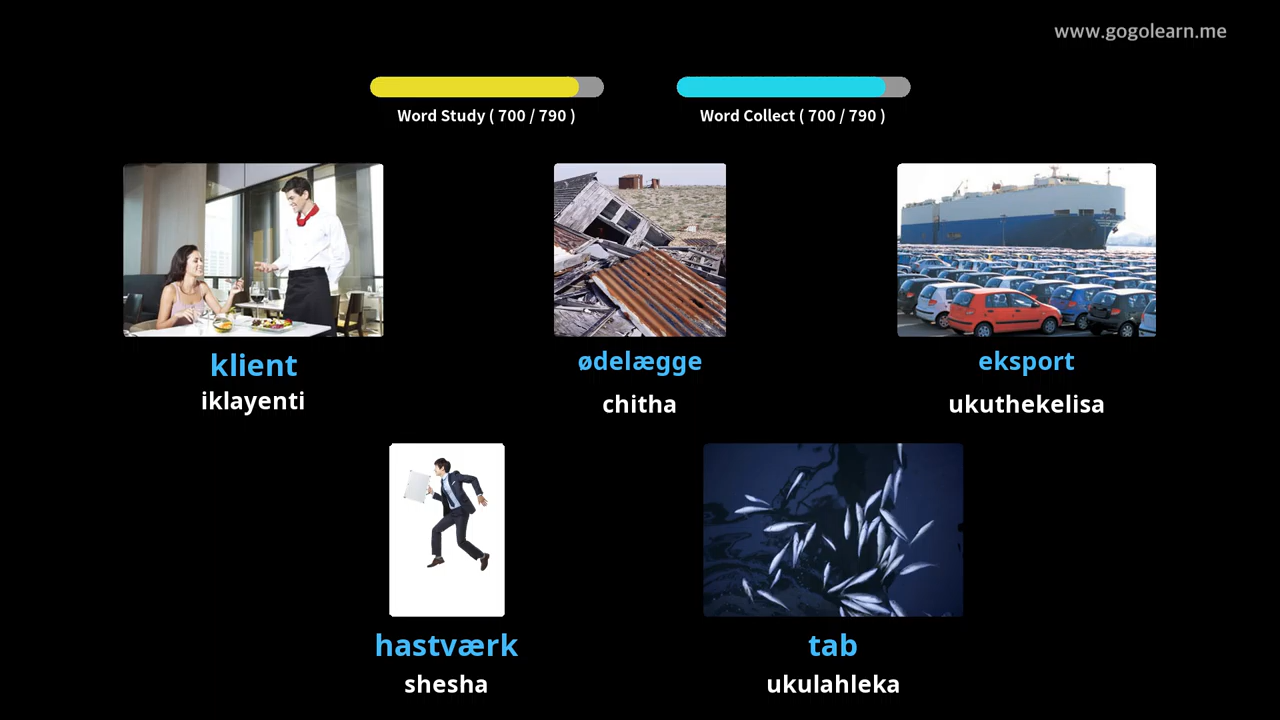 www.gogolearn.me
Word Study ( 700 / 790 )
Word Collect ( 700 / 790 )
klient
iklayenti
ødelægge
chitha
eksport
ukuthekelisa
hastværk
shesha
tab
ukulahleka